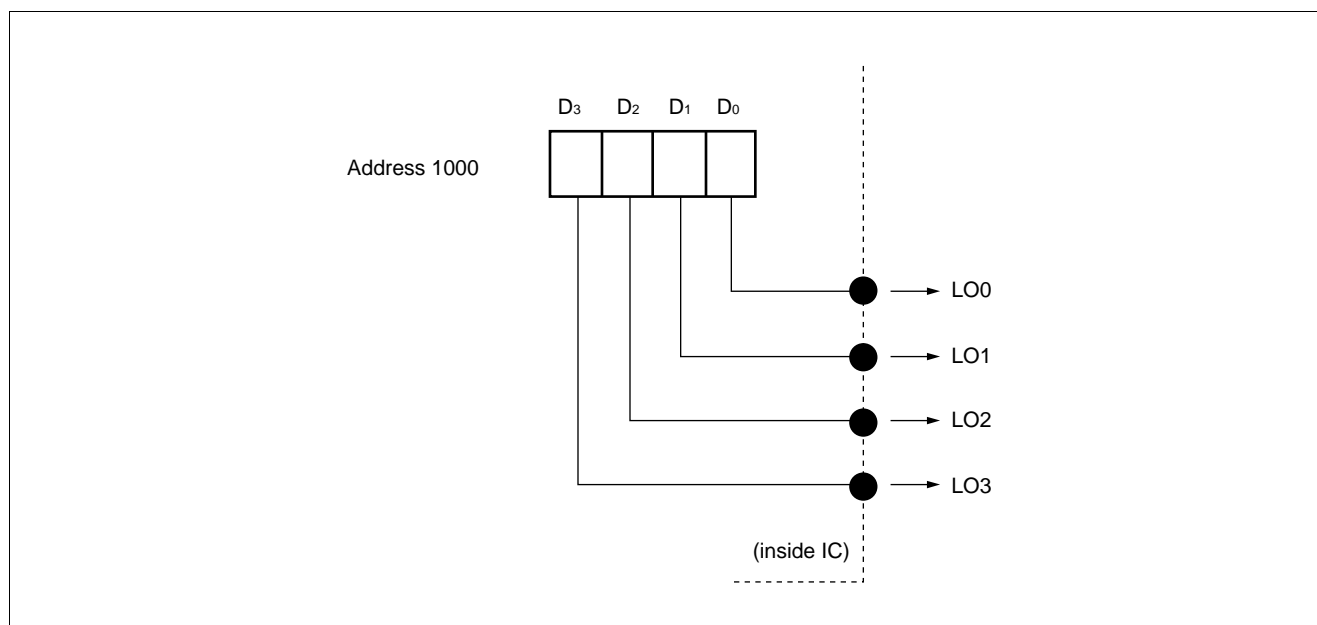 D₃ D₂ D₁ D₀
Address 1000
LO0
LO1
LO2
LO3
(inside IC)